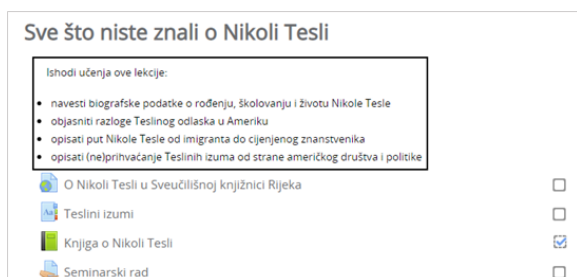 Sve što niste znali o Nikoli Tesli
Ishodi učenja ove lekcije:
• navesti biografske podatke o rođenju, školovanju i životu Nikole Tesle
• objasniti razloge Teslinog odlaska u Ameriku
• opisati put Nikole Tesle od imigranta do cijenjenog znanstvenika
• opisati (ne)prihvaćanje Teslinih izuma od strane američkog društva i politike
O Nikoli Tesli u Sveučilišnoj knjižnici Rijeka
Teslini izumi
Knjiga o Nikoli Tesli
Seminarski rad